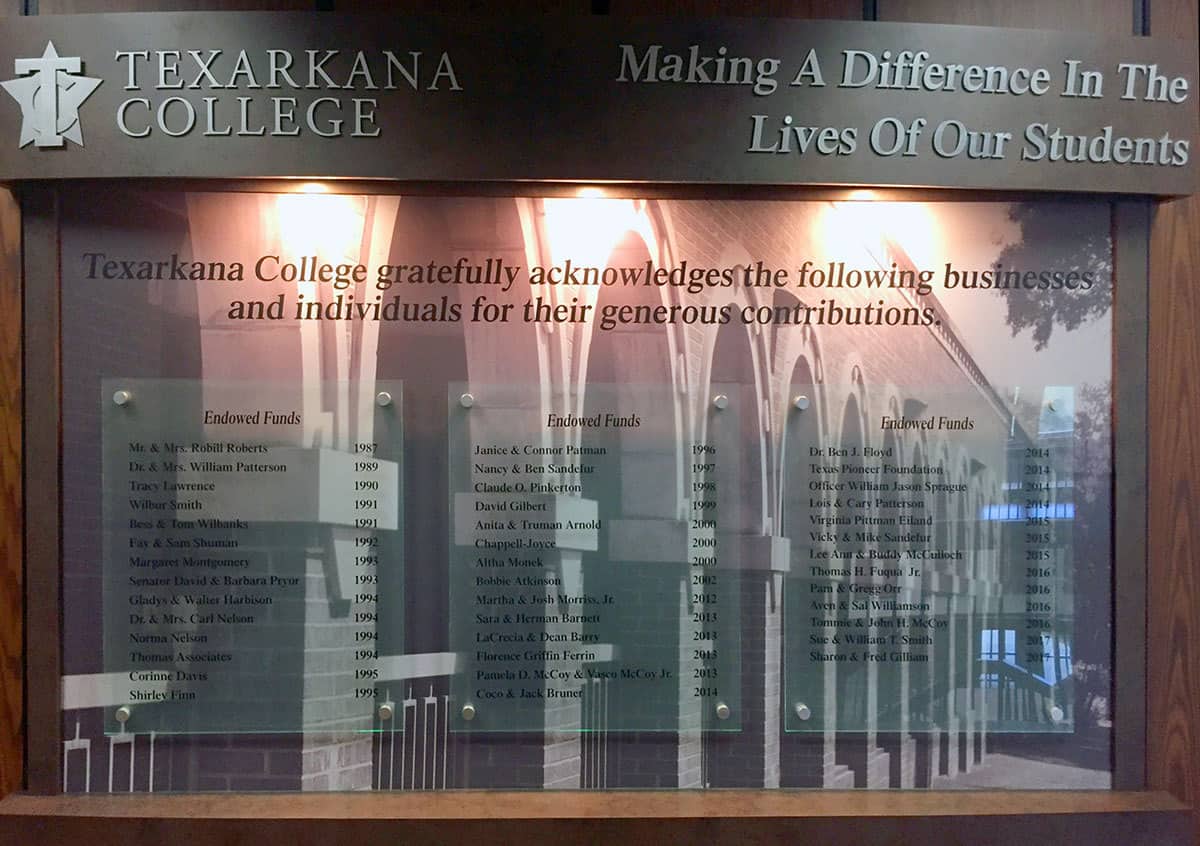 TEXARKANA
COLLEGE
Making A Difference In The
Lives Of Our Students
Texarkana College gratefully acknowledges the following businesses
and individuals for their generous contributions.
Endowed Funds
Mr. & Mrs. Robill Roberts 1987
Dr. & Mrs. William Patterson 1989
Tracy Lawrence 1990
Wilbur Smith 1991
Bess & Tom Wilbanks 1991
Fay & Sam Shuman 1992
Margaret Montgomery 1993
Senator David & Barbara Pryor 1993
Gladys & Walter Harbison 1994
Dr. & Mrs. Carl Nelson 1994
Norma Nelson 1994
Thomas Associates 1994
Corinne Davis 1995
Shirley Finn 1995
Endowed Funds
Janice & Connor Patman 1996
Nancy & Ben Sandefur 1997
Claude O. Pinkerton 1998
David Gilbert 1999
Anita & Truman Arnold 2000
Chappell-Joyce 2000
Altha Monek 2000
Bobbie Atkinson 2002
Martha & Josh Morriss, Jr. 2012
Sara & Herman Barnett 2013
LaCrecia & Dean Barry 2013
Florence Griffin Ferrin 2013
Pamela D. McCoy & Vasco McCoy Jr. 2013
Coco & Jack Bruner 2014
Endowed Funds
Dr. Ben J. Floyd 2014
Texas Pioneer Foundation 2014
Officer William Jason Sprague 2014
Lois & Cary Patterson 2014
Virginia Pittman Eiland 2015
Vicky & Mike Sandefur 2015
Lee Ann & Buddy McCulloch 2015
Thomas H. Fuqua Jr. 2016
Pam & Gregg Orr 2016
Aven & Sal Williamson 2016
Tommie & John H. McCoy 2016
Sue & William T. Smith 2017
Sharon & Fred Gilliam 2017